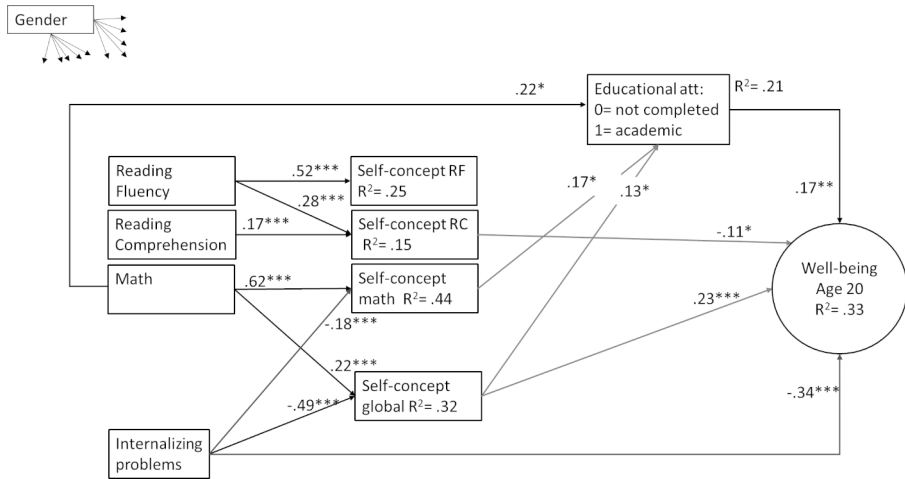 Gender
.22*
Educational att:
0= not completed
1= academic
R²= .21
Reading
Fluency
.52***
Self-concept RF
R²= .25
.28***
.17*
.13*
.17**
Reading
Comprehension
.17***
Self-concept RC
R²= .15
-.11*
Math
.62***
Self-concept
math R²= .44
Well-being
Age 20
R²= .33
-.18***
.23***
.22***
Self-concept
global R²= .32
-.49***
-.34***
Internalizing
problems